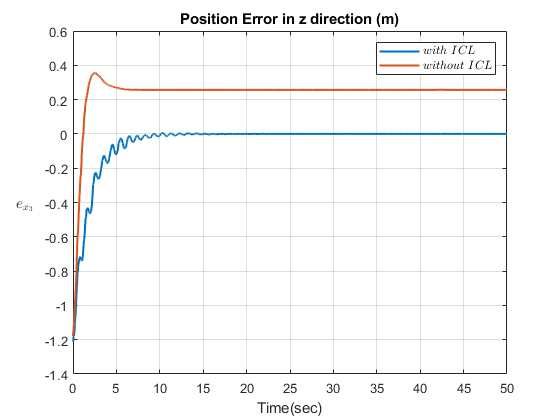 Position Error in z direction (m)
with ICL
without ICL
0.6
0.4
0.2
0
-0.2
-0.4
-0.6
-0.8
-1
-1.2
-1.4
e_{x_3}
0 5 10 15 20 25 30 35 40 45 50
Time(sec)